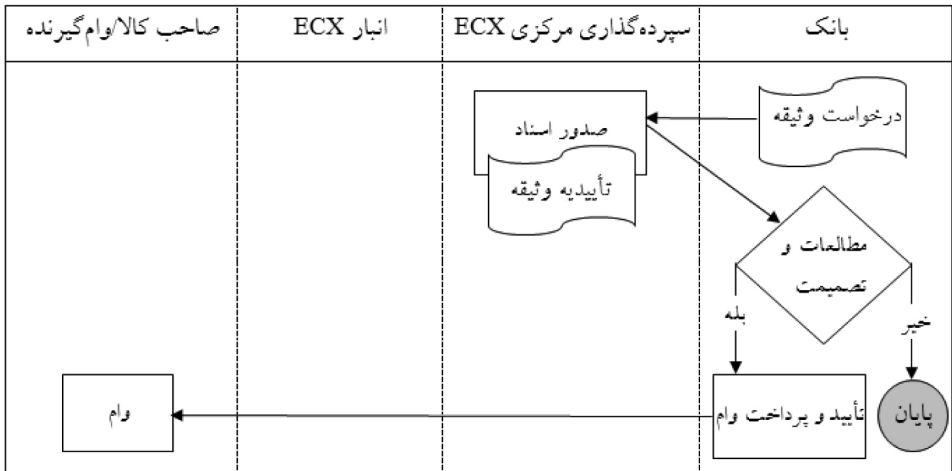 بانک
سپرده‌گذاری مرکزی ECX
انبار ECX
صاحب کالا/وام‌گیرنده
درخواست وثیقه
صدور اسناد
تأییدیه وثیقه
مطالعات و
تصمیمت
بله
خیر
پایان
تأیید و پرداخت وام
وام